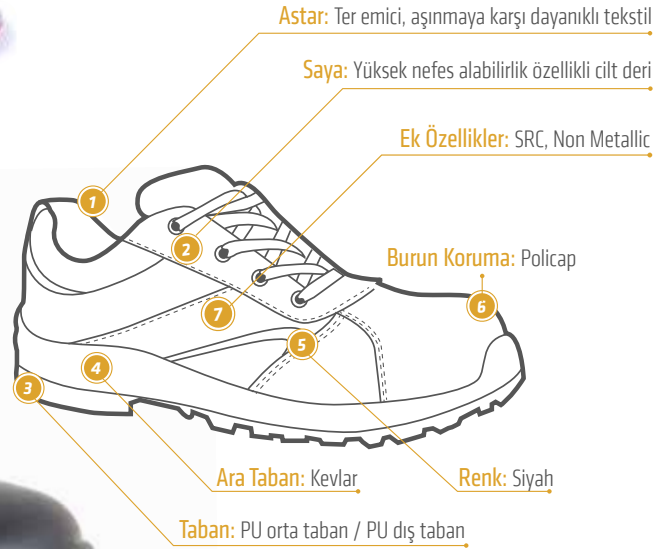 Astar: Ter emici, aşınmaya karşı dayanıklı tekstil
Saya: Yüksek nefes alabilirlik özellikli cilt deri
Ek Özellikler: SRC, Non Metallic
Burun Koruma: Policap
1
2
7
6
5
4
3
Ara Taban: Kevlar
Renk: Siyah
Taban: PU orta taban / PU dış taban